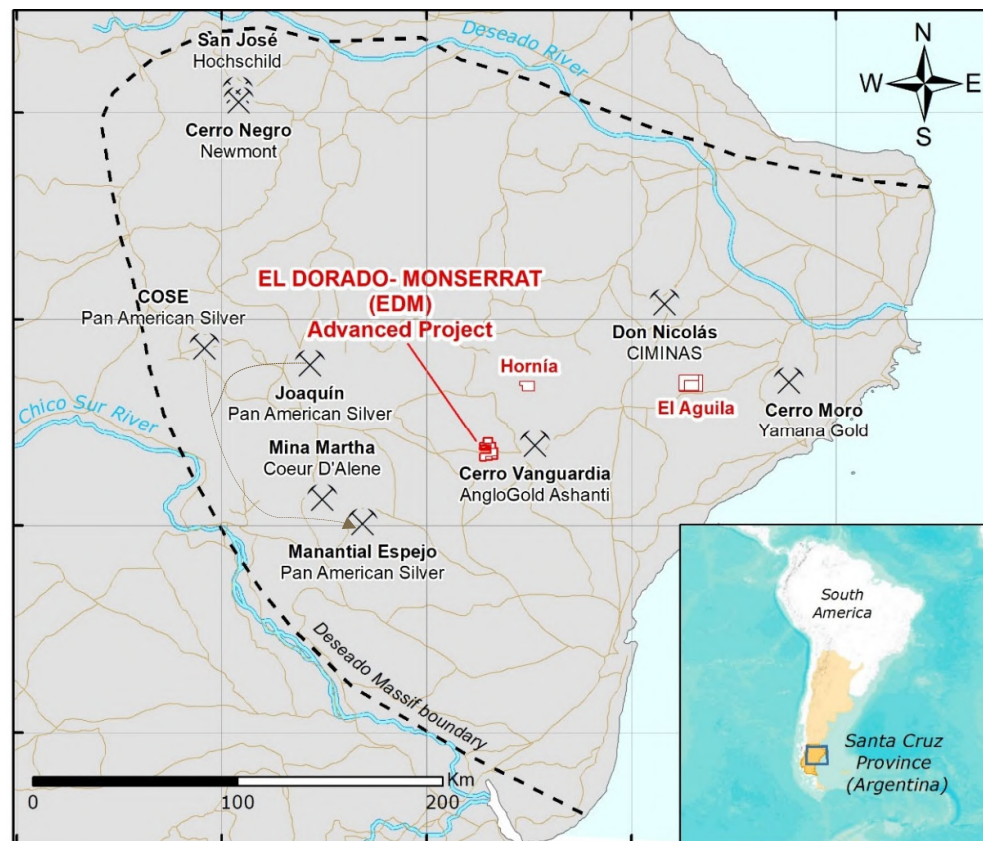 San José
Hochschild
Deseado River
N
W
E
S
Cerro Negro
Newmont
EL DORADO- MONSERRAT
(EDM)
Advanced Project
COSE
Pan American Silver
Don Nicolás
CIMINAS
Joaquín
Pan American Silver
Hornía
El Aguila
Cerro Moro
Yamana Gold
Chico Sur River
Mina Martha
Coeur D'Alene
Cerro Vanguardia
AngloGold Ashanti
Manantial Espejo
Pan American Silver
Deseado Massif boundary
Km
0
100
200
South
America
Santa Cruz
Province
(Argentina)